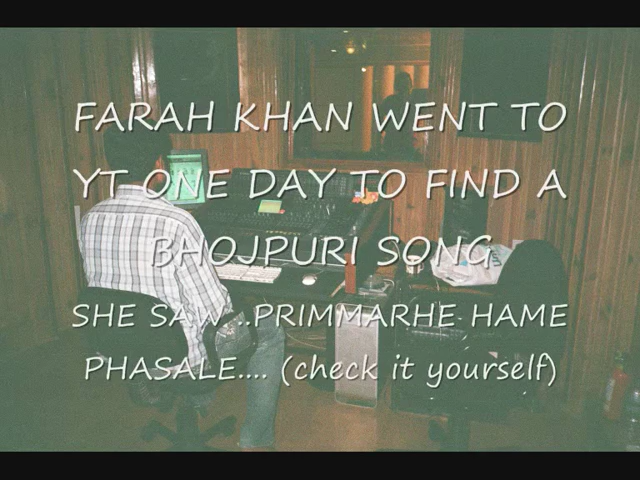 FARAH KHAN WENT TO
YT ONE DAY TO FIND A
BHOJPURI SONG
SHE SAW ..PRIMMARHE HAME
PHASALE.... (check it yourself)